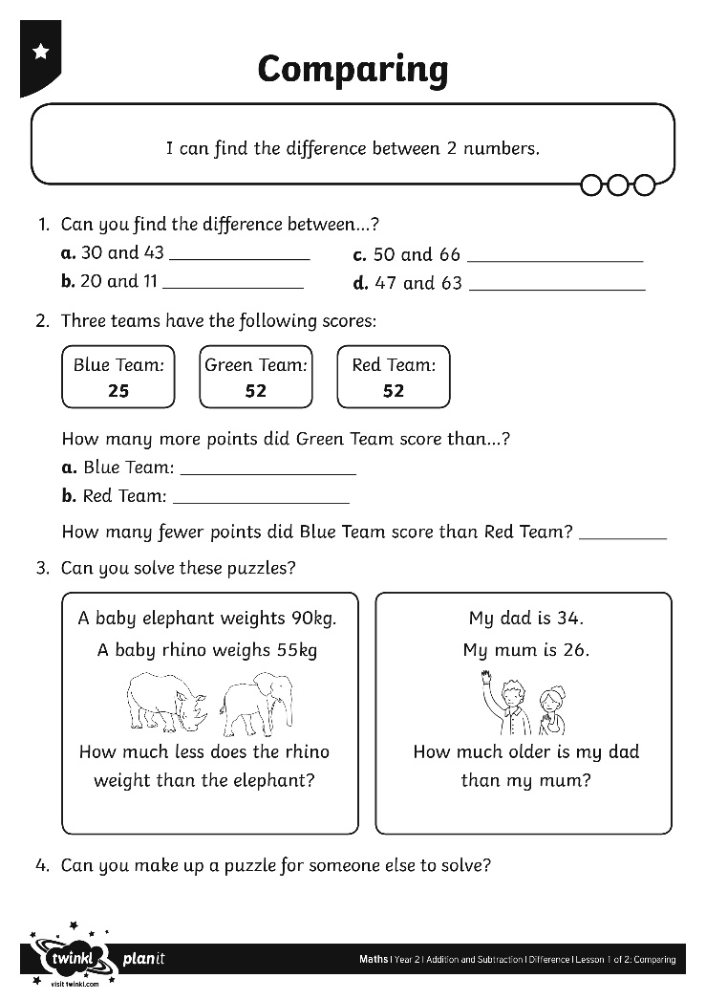 Comparing
I can find the difference between 2 numbers.
1. Can you find the difference between...?
a. 30 and 43 ____________
c. 50 and 66 ____________
b. 20 and 11 ____________
d. 47 and 63 ____________
2. Three teams have the following scores:
Blue Team:
25
Green Team:
52
Red Team:
52
How many more points did Green Team score than...?
a. Blue Team: ____________
b. Red Team: ____________
How many fewer points did Blue Team score than Red Team? ________
3. Can you solve these puzzles?
A baby elephant weights 90kg.
A baby rhino weighs 55kg
How much less does the rhino
weight than the elephant?
My dad is 34.
My mum is 26.
How much older is my dad
than my mum?
4. Can you make up a puzzle for someone else to solve?
twinkl planit
visit twinkl.com
Maths | Year 2 | Addition and Subtraction | Difference | Lesson 1 of 2: Comparing